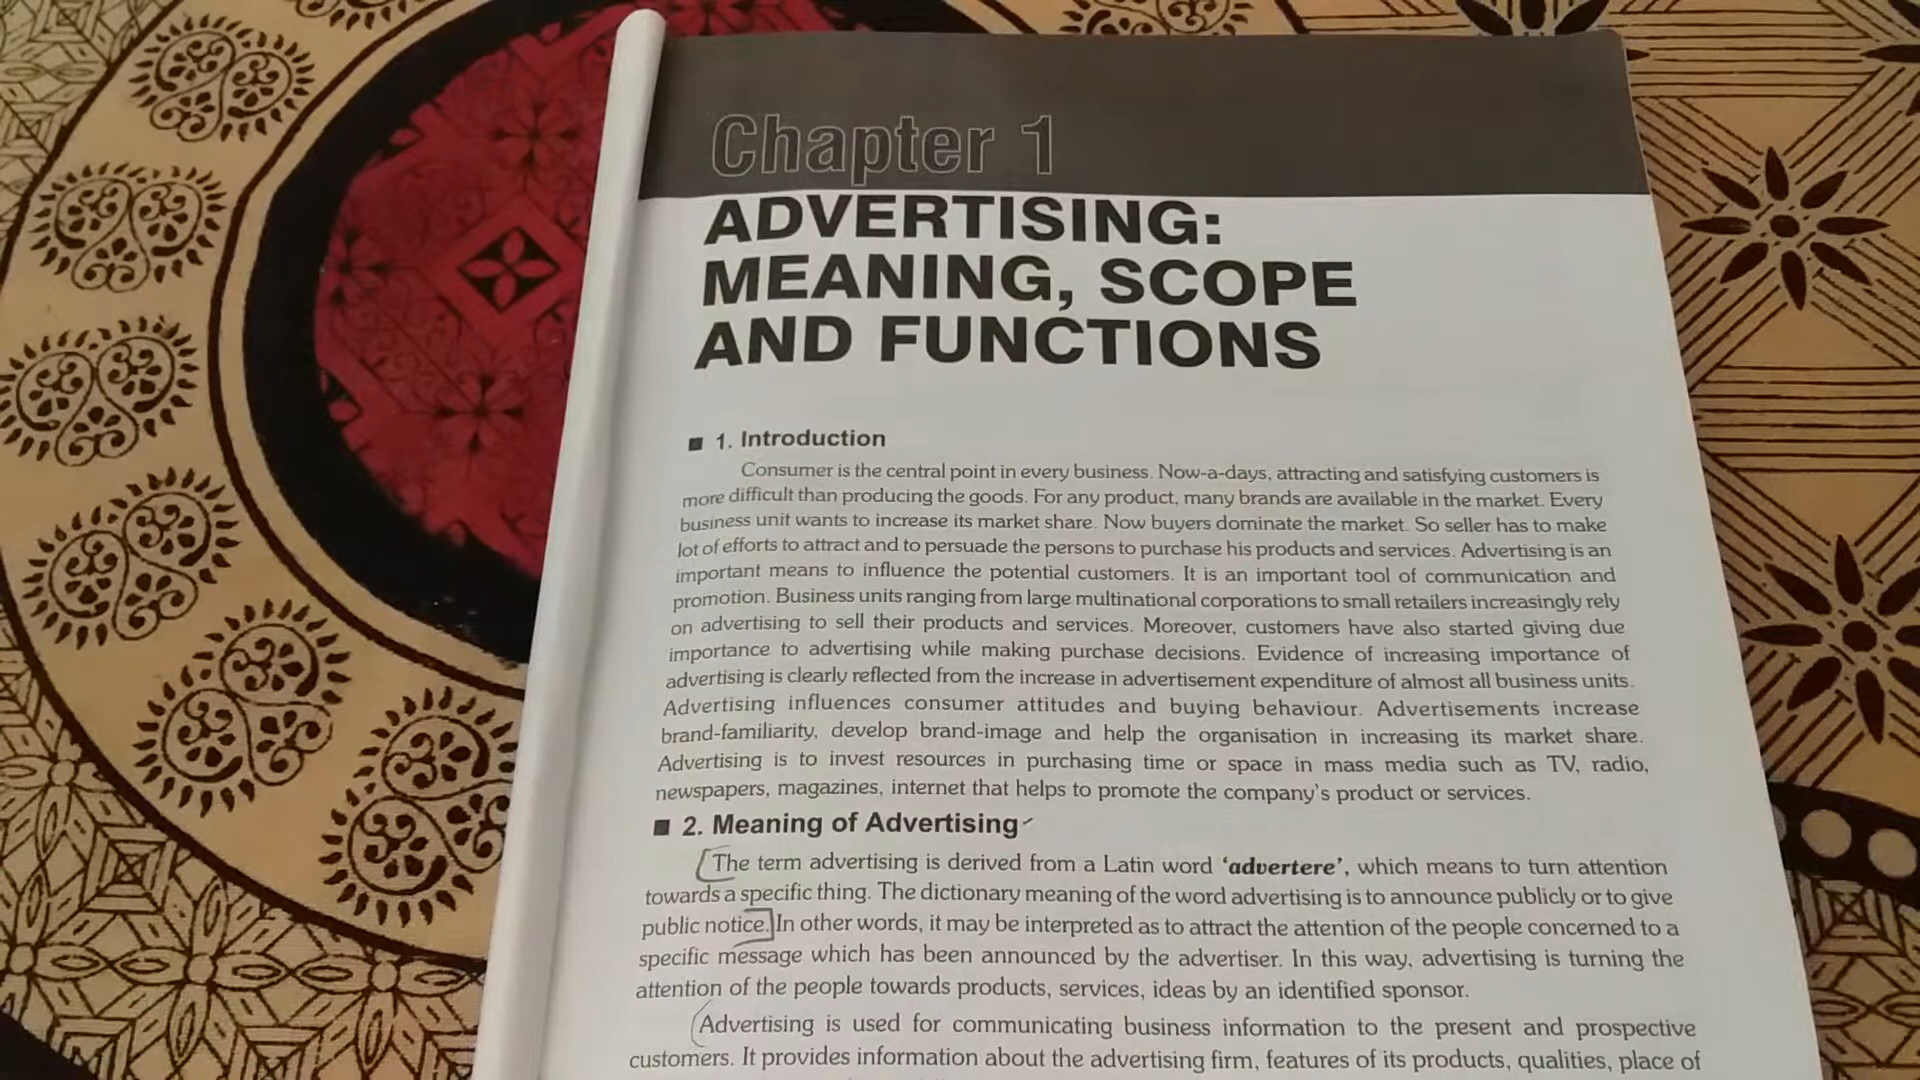 Chapter 1
ADVERTISING:
MEANING, SCOPE
AND FUNCTIONS
1. Introduction
Consumer is the central point in every business. Now-a-days, attracting and satisfying customers is
more difficult than producing the goods. For any product, many brands are available in the market. Every
business unit wants to increase its market share. Now buyers dominate the market. So seller has to make
lot of efforts to attract and to persuade the persons to purchase his products and services. Advertising is an
important means to influence the potential customers. It is an important tool of communication and
promotion. Business units ranging from large multinational corporations to small retailers increasingly rely
on advertising to sell their products and services. Moreover, customers have also started giving due
importance to advertising while making purchase decisions. Evidence of increasing importance of
advertising is clearly reflected from the increase in advertisement expenditure of almost all business units.
Advertising influences consumer attitudes and buying behaviour. Advertisements increase
brand-familiarity, develop brand-image and help the organisation in increasing its market share.
Advertising is to invest resources in purchasing time or space in mass media such as TV, radio,
newspapers, magazines, internet that helps to promote the company's product or services.
2. Meaning of Advertising
The term advertising is derived from a Latin word ‘advertere’, which means to turn attention
towards a specific thing. The dictionary meaning of the word advertising is to announce publicly or to give
public notice. In other words, it may be interpreted as to attract the attention of the people concerned to a
specific message which has been announced by the advertiser. In this way, advertising is turning the
attention of the people towards products, services, ideas by an identified sponsor.
Advertising is used for communicating business information to the present and prospective
customers. It provides information about the advertising firm, features of its products, qualities, place of